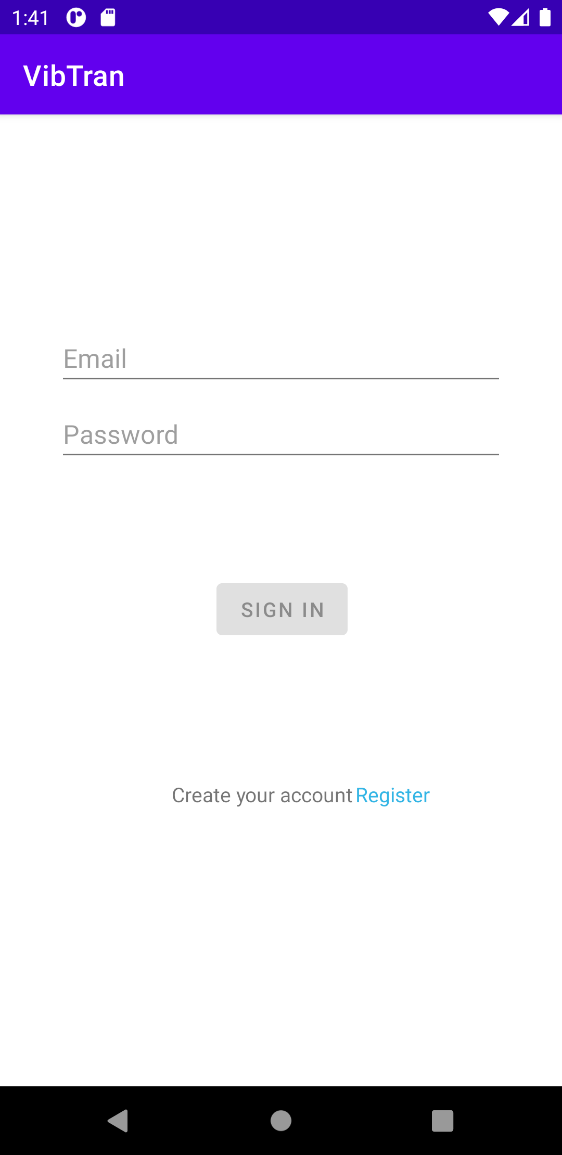 1:41
VibTran
Email
Password
SIGN IN
Create your account Register